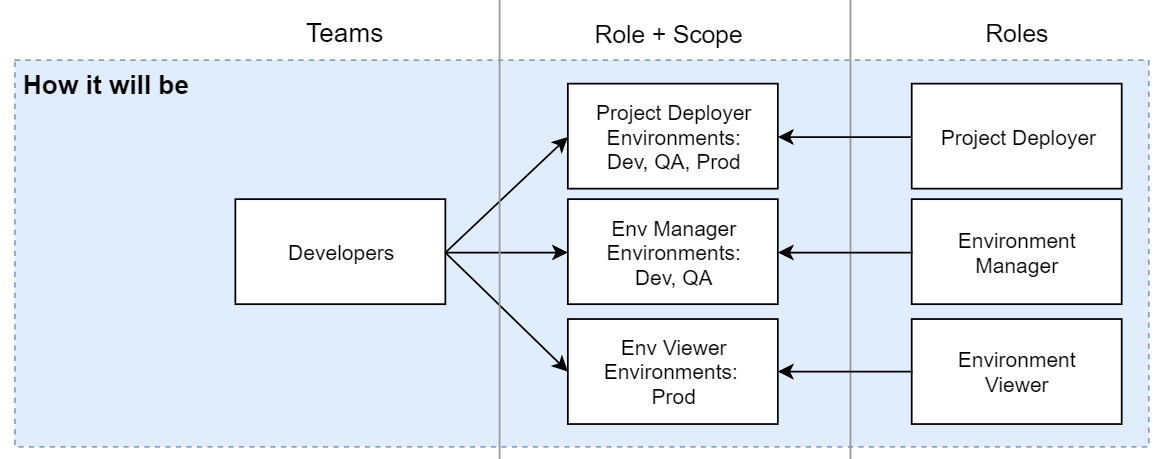 Teams
Role + Scope
Roles
How it will be
Developers
Project Deployer
Environments:
Dev, QA, Prod
Project Deployer
Env Manager
Environments:
Dev, QA
Environment
Manager
Env Viewer
Environments:
Prod
Environment
Viewer